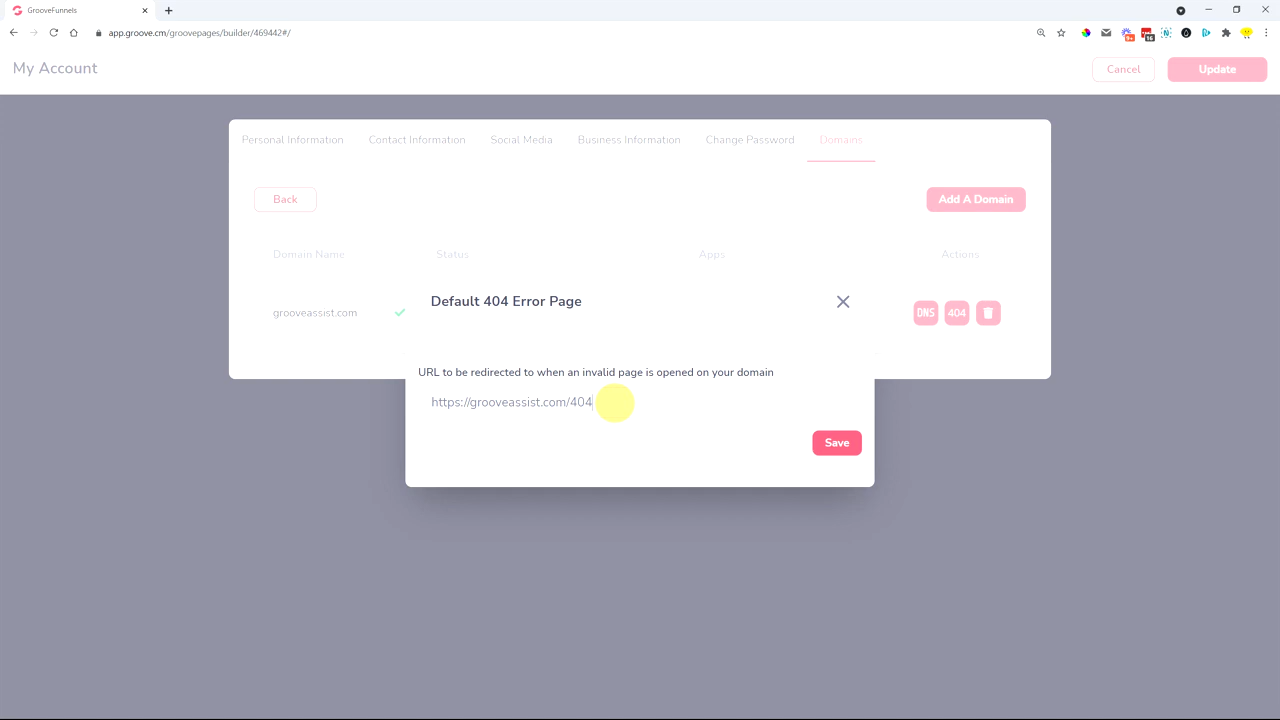 GrooveFunnels
app.groove.cm/groovepages/builder/469442#/
9+
16
My Account
Cancel
Update
Personal Information
Contact Information
Social Media
Business Information
Change Password
Domains
Back
Add A Domain
Domain Name
Status
Apps
Actions
Default 404 Error Page
grooveassist.com
DNS
404
URL to be redirected to when an invalid page is opened on your domain
https://grooveassist.com/404
Save